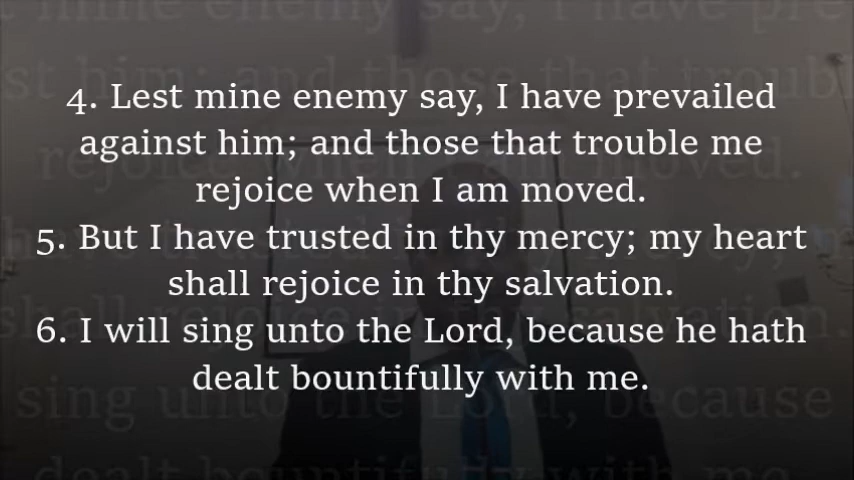 4. Lest mine enemy say, I have prevailed
against him; and those that trouble me
rejoice when I am moved.
5. But I have trusted in thy mercy; my heart
shall rejoice in thy salvation.
6. I will sing unto the Lord, because he hath
dealt bountifully with me.